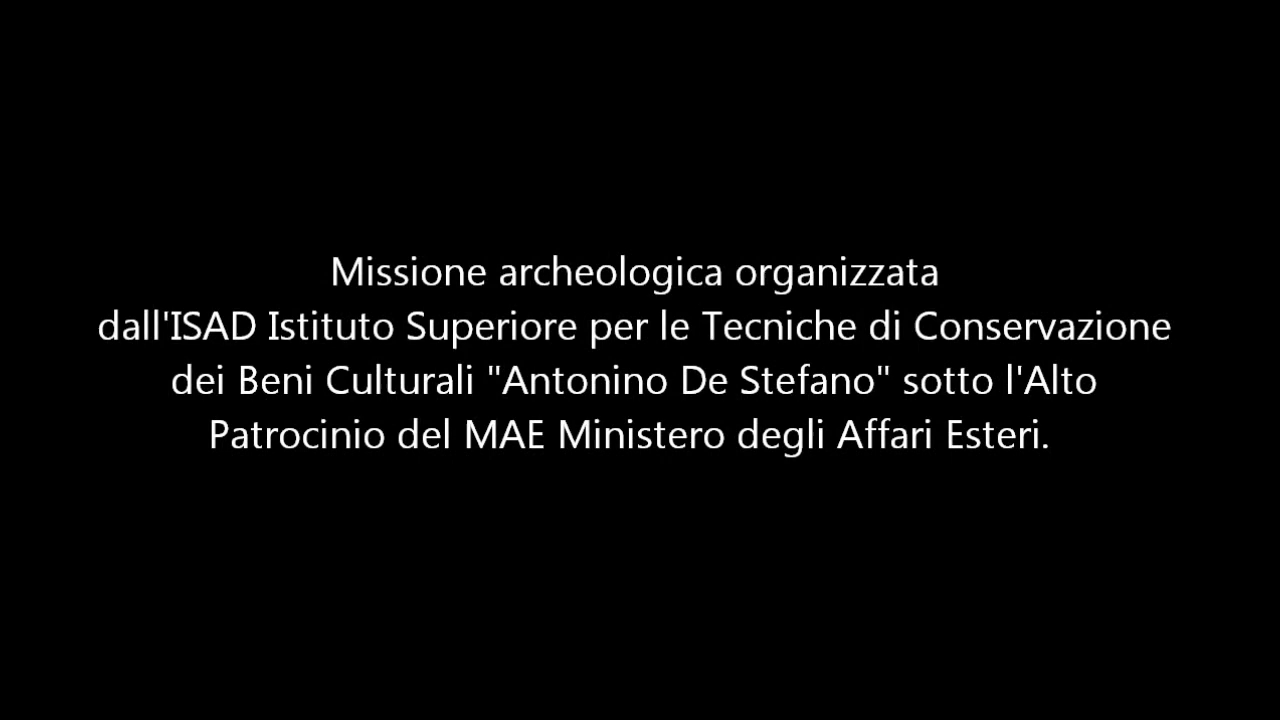 Missione archeologica organizzata
dall'ISAD Istituto Superiore per le Tecniche di Conservazione
dei Beni Culturali "Antonino De Stefano" sotto l'Alto
Patrocinio del MAE Ministero degli Affari Esteri.